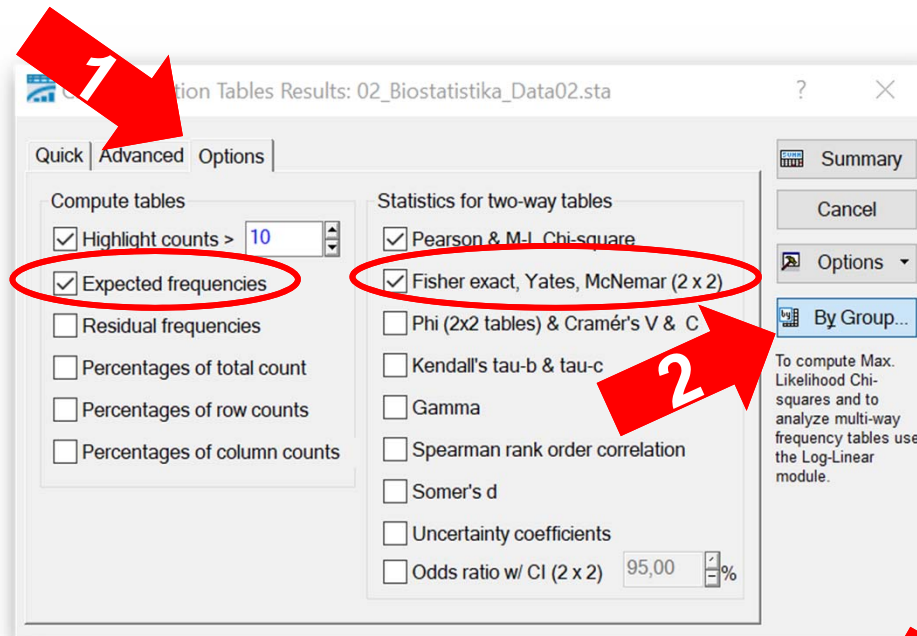 1
tion Tables Results: 02_Biostatistika_Data02.sta ?
Quick Advanced Options
Compute tables
Highlight counts > 10
Expected frequencies
Residual frequencies
Percentages of total count
Percentages of row counts
Percentages of column counts
Statistics for two-way tables
Pearson & M-L Chi-square
Fisher exact, Yates, McNemar (2 x 2)
Phi (2x2 tables) & Cramér's V & C
Kendall's tau-b & tau-c
Gamma
Spearman rank order correlation
Somer's d
Uncertainty coefficients
Odds ratio w/ CI (2 x 2) 95,00 %
2
Summary
Cancel
Options
By Group...
To compute Max.
Likelihood Chi-
squares and to
analyze multi-way
frequency tables use
the Log-Linear
module.